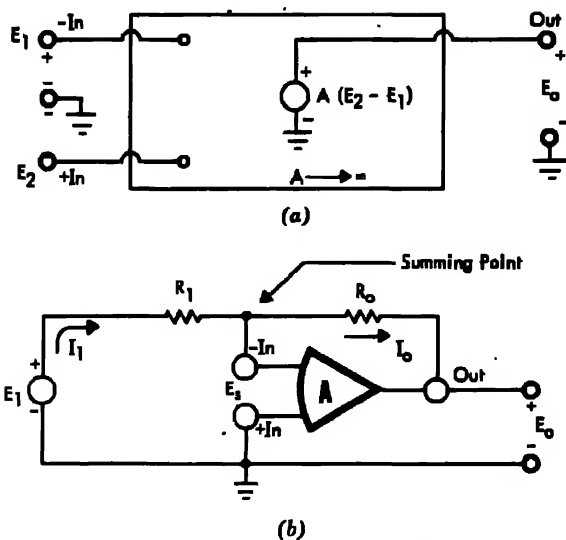 E1 -In
+
-
-
E2 +In
+
A (E2 - E1)
-
A → ∞
Out
+
Eo
-
(a)
Summing Point
R1
Ro
I1
Io
-In
Es
+In
A
Out
+
E1
-
+
Eo
-
(b)